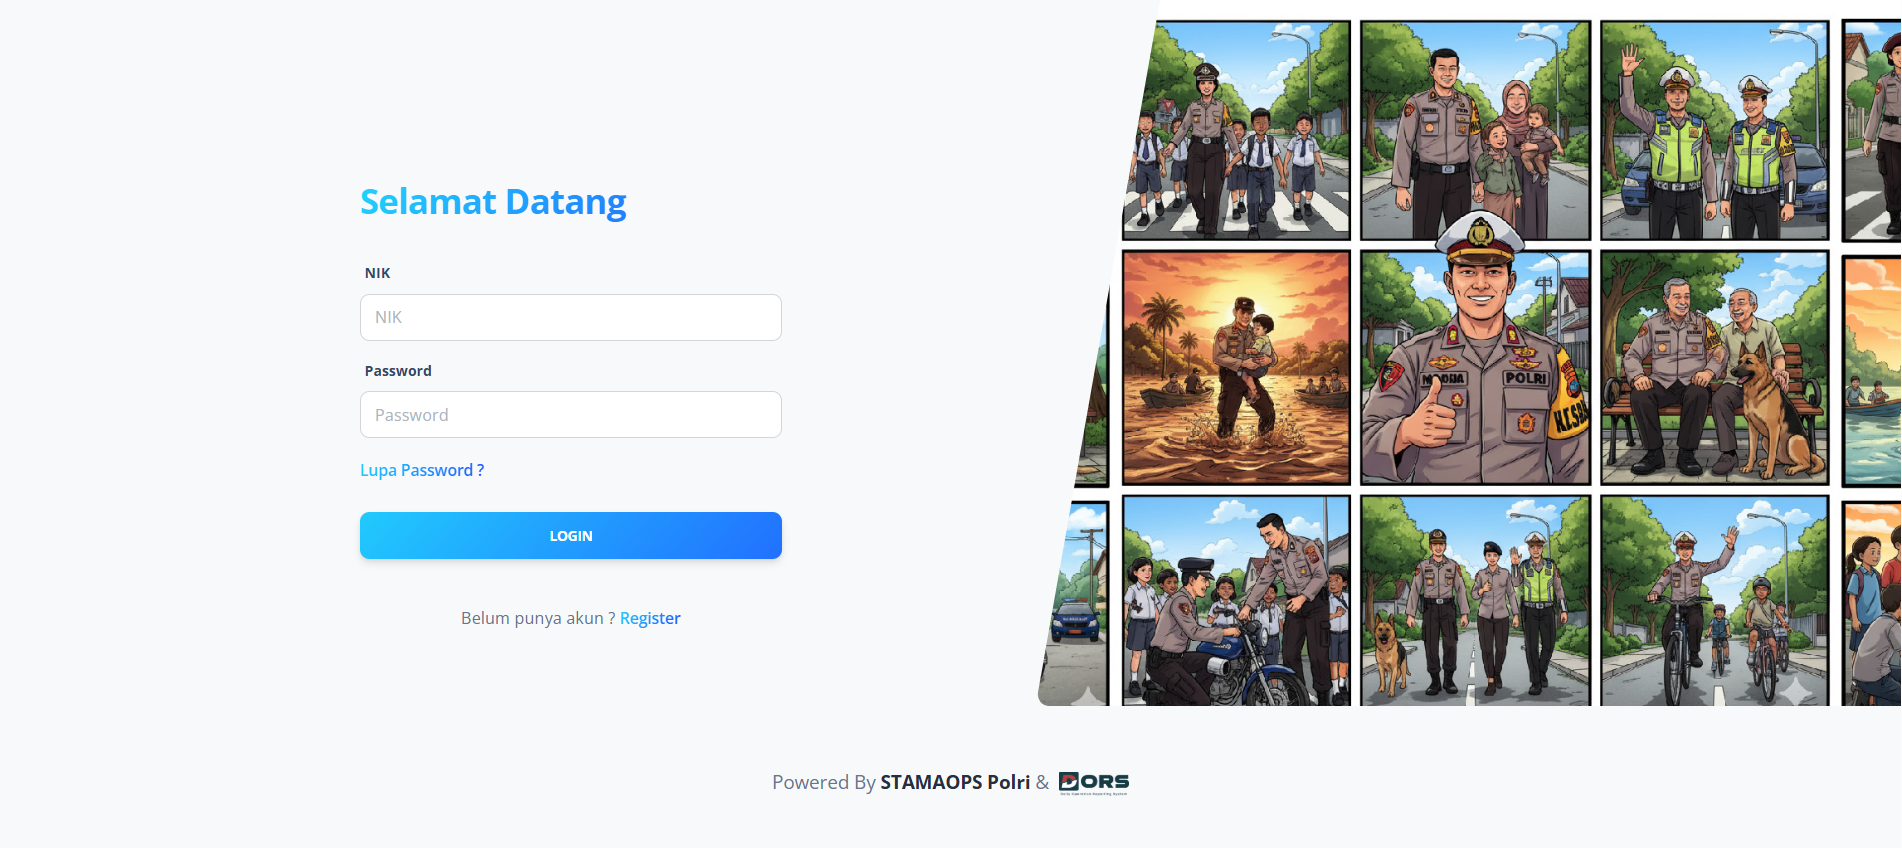 Selamat Datang
NIK
NIK
Password
Password
Lupa Password ?
LOGIN
Belum punya akun ? Register
POLRI
Powered By STAMAOPS Polri & DORS